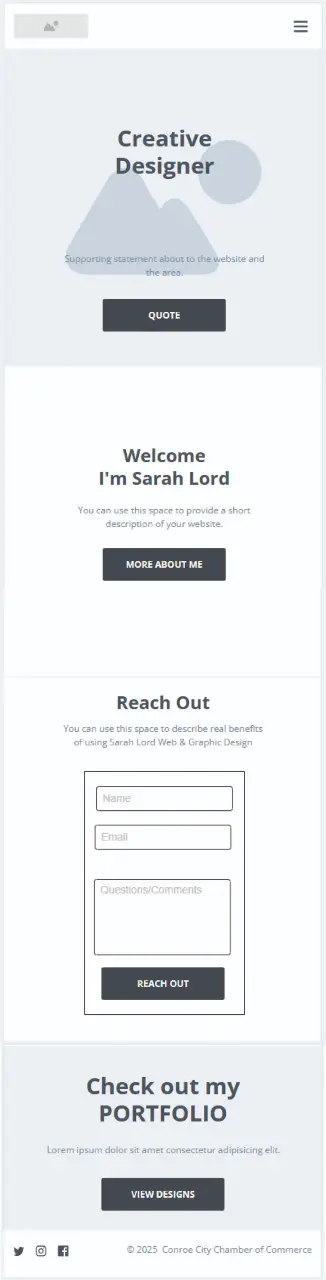 Creative
Designer
Supporting statement about to the website and
the area.
QUOTE
Welcome
I'm Sarah Lord
You can use this space to provide a short
description of your website.
MORE ABOUT ME
Reach Out
You can use this space to describe real benefits
of using Sarah Lord Web & Graphic Design
Name
Email
Questions/Comments
REACH OUT
Check out my
PORTFOLIO
Lorem ipsum dolor sit amet consectetur adipisicing elit.
VIEW DESIGNS
© 2025 Conroe City Chamber of Commerce